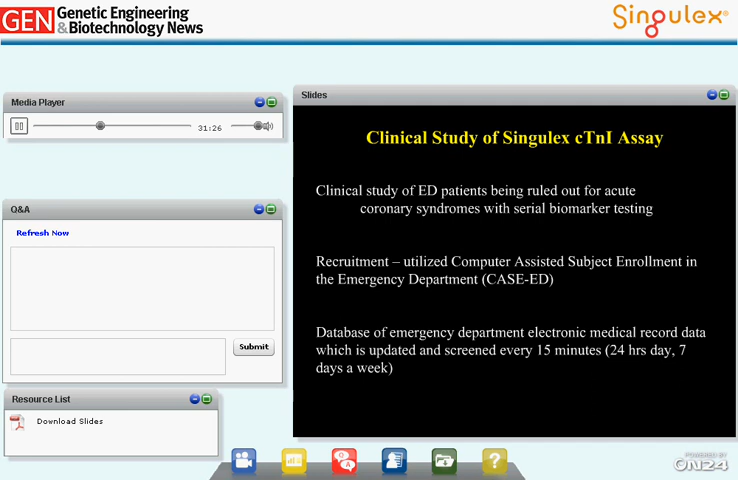 GEN Genetic Engineering
& Biotechnology News
Singulex®
Media Player
31:26
Q&A
Refresh Now
Submit
Resource List
Download Slides
Slides
Clinical Study of Singulex cTnI Assay
Clinical study of ED patients being ruled out for acute
coronary syndromes with serial biomarker testing
Recruitment – utilized Computer Assisted Subject Enrollment in
the Emergency Department (CASE-ED)
Database of emergency department electronic medical record data
which is updated and screened every 15 minutes (24 hrs day, 7
days a week)
Q
A
?
POWERED BY
ON24